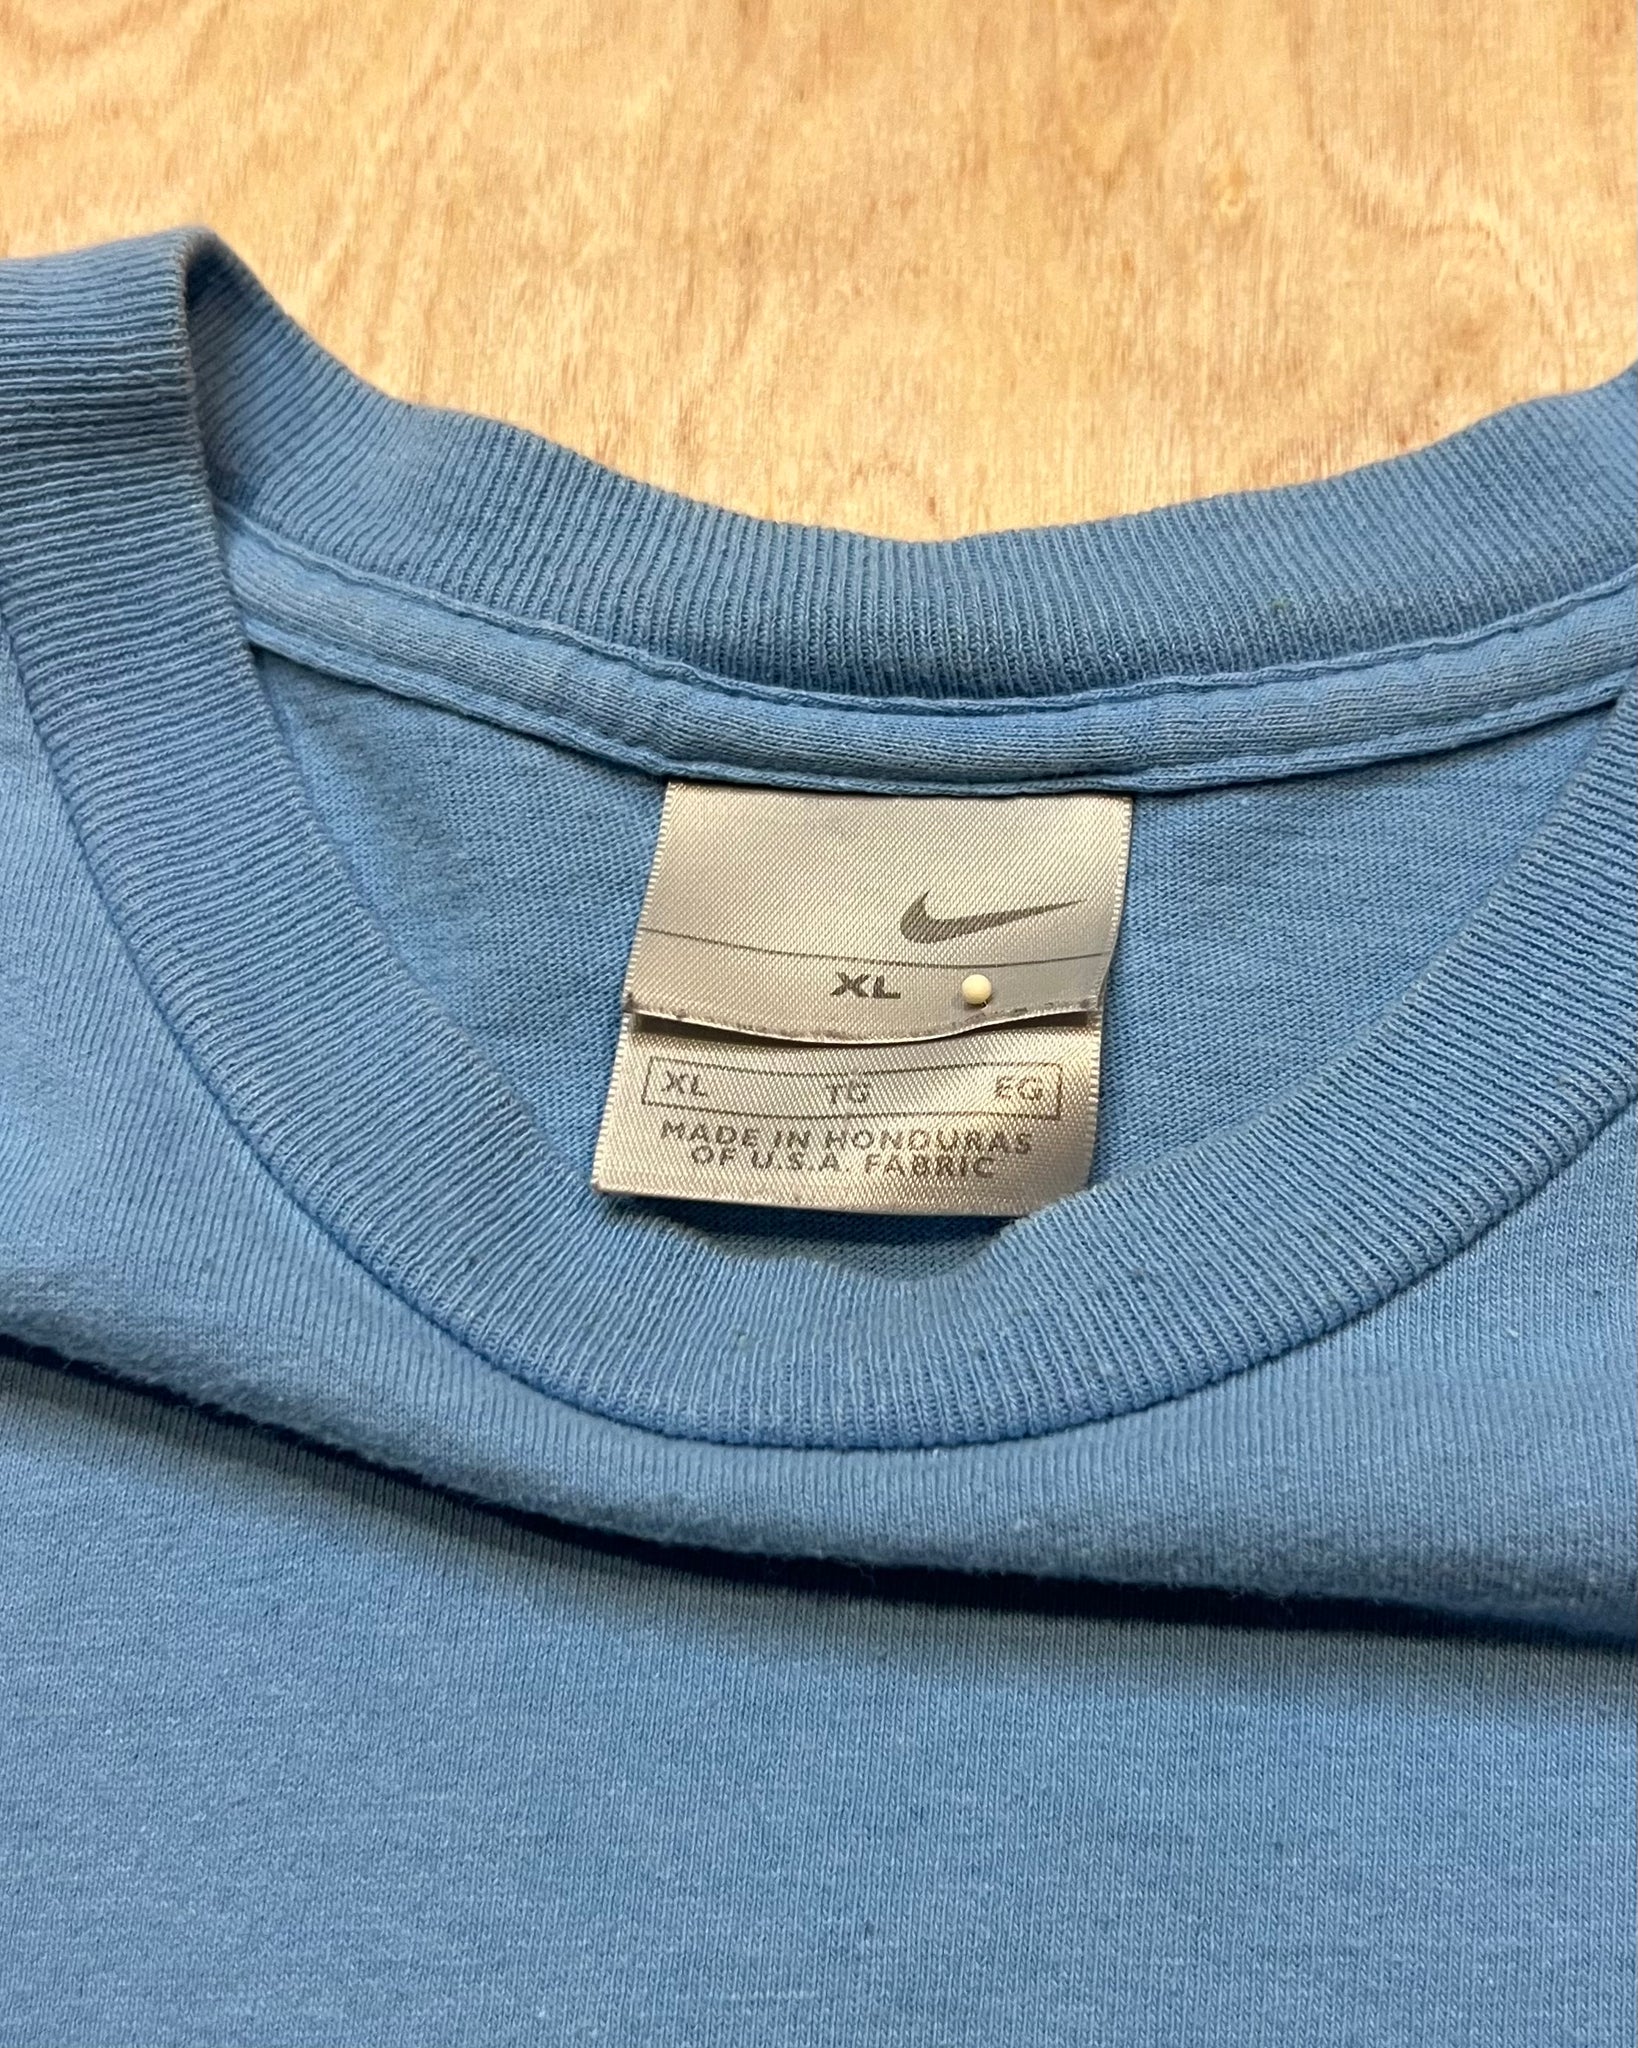 XL
XL TG EG
MADE IN HONDURAS
OF U.S.A. FABRIC